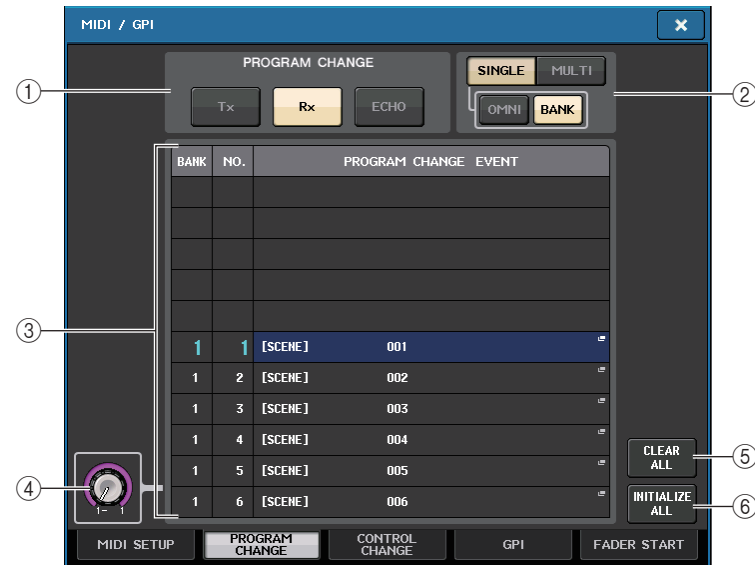 MIDI / GPI
×
PROGRAM CHANGE
Tx Rx ECHO
SINGLE MULTI
OMNI BANK
① ②
BANK NO. PROGRAM CHANGE EVENT
③
1 1 [SCENE] 001
1 2 [SCENE] 002
1 3 [SCENE] 003
1 4 [SCENE] 004
1 5 [SCENE] 005
1 6 [SCENE] 006
④
1- 1
CLEAR
ALL
⑤
INITIALIZE
ALL
⑥
MIDI SETUP
PROGRAM
CHANGE
CONTROL
CHANGE
GPI
FADER START